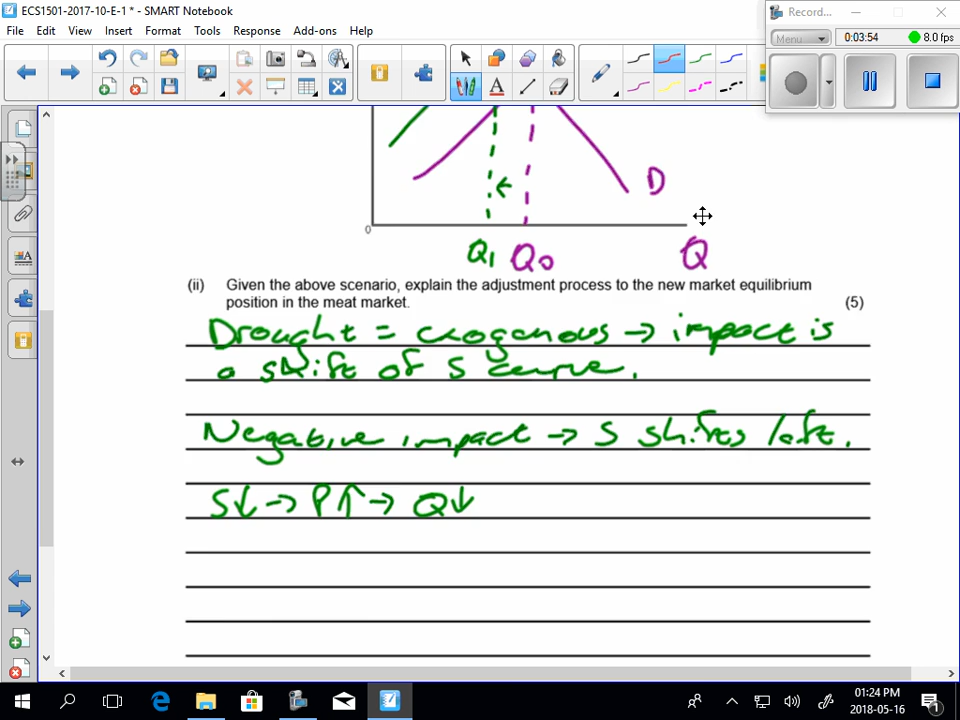 ECS1501-2017-10-E-1 * - SMART Notebook
File Edit View Insert Format Tools Response Add-ons Help
Record...
Menu
0:03:54
8.0 fps
D
0
Q1 Q0 Q
(ii) Given the above scenario, explain the adjustment process to the new market equilibrium
position in the meat market. (5)
Drought = exogenous → impact is
a shift of S curve.
Negative impact → S shifts left.
S↓ → P↑ → Q↓
01:24 PM
2018-05-16
1